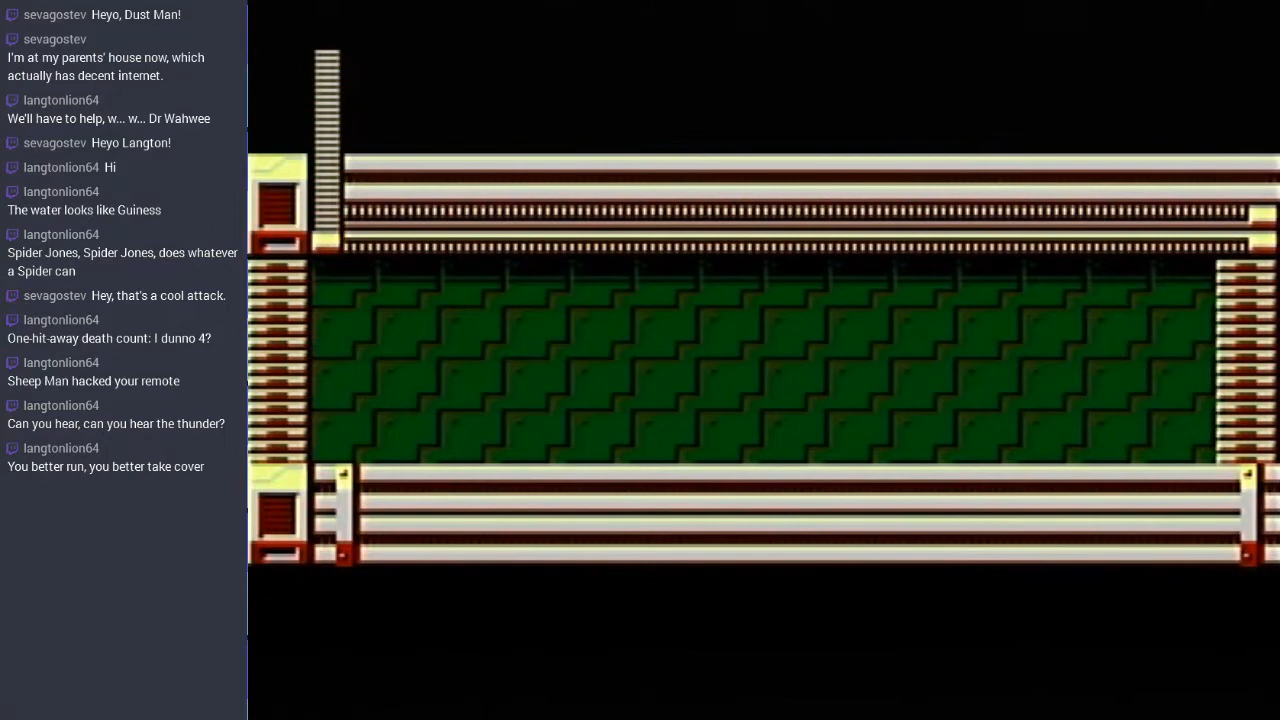 sevagostev Heyo, Dust Man!
sevagostev
I'm at my parents' house now, which
actually has decent internet.
langtonlion64
We'll have to help, w... w... Dr Wahwee
sevagostev Heyo Langton!
langtonlion64 Hi
langtonlion64
The water looks like Guiness
langtonlion64
Spider Jones, Spider Jones, does whatever
a Spider can
sevagostev Hey, that's a cool attack.
langtonlion64
One-hit-away death count: I dunno 4?
langtonlion64
Sheep Man hacked your remote
langtonlion64
Can you hear, can you hear the thunder?
langtonlion64
You better run, you better take cover